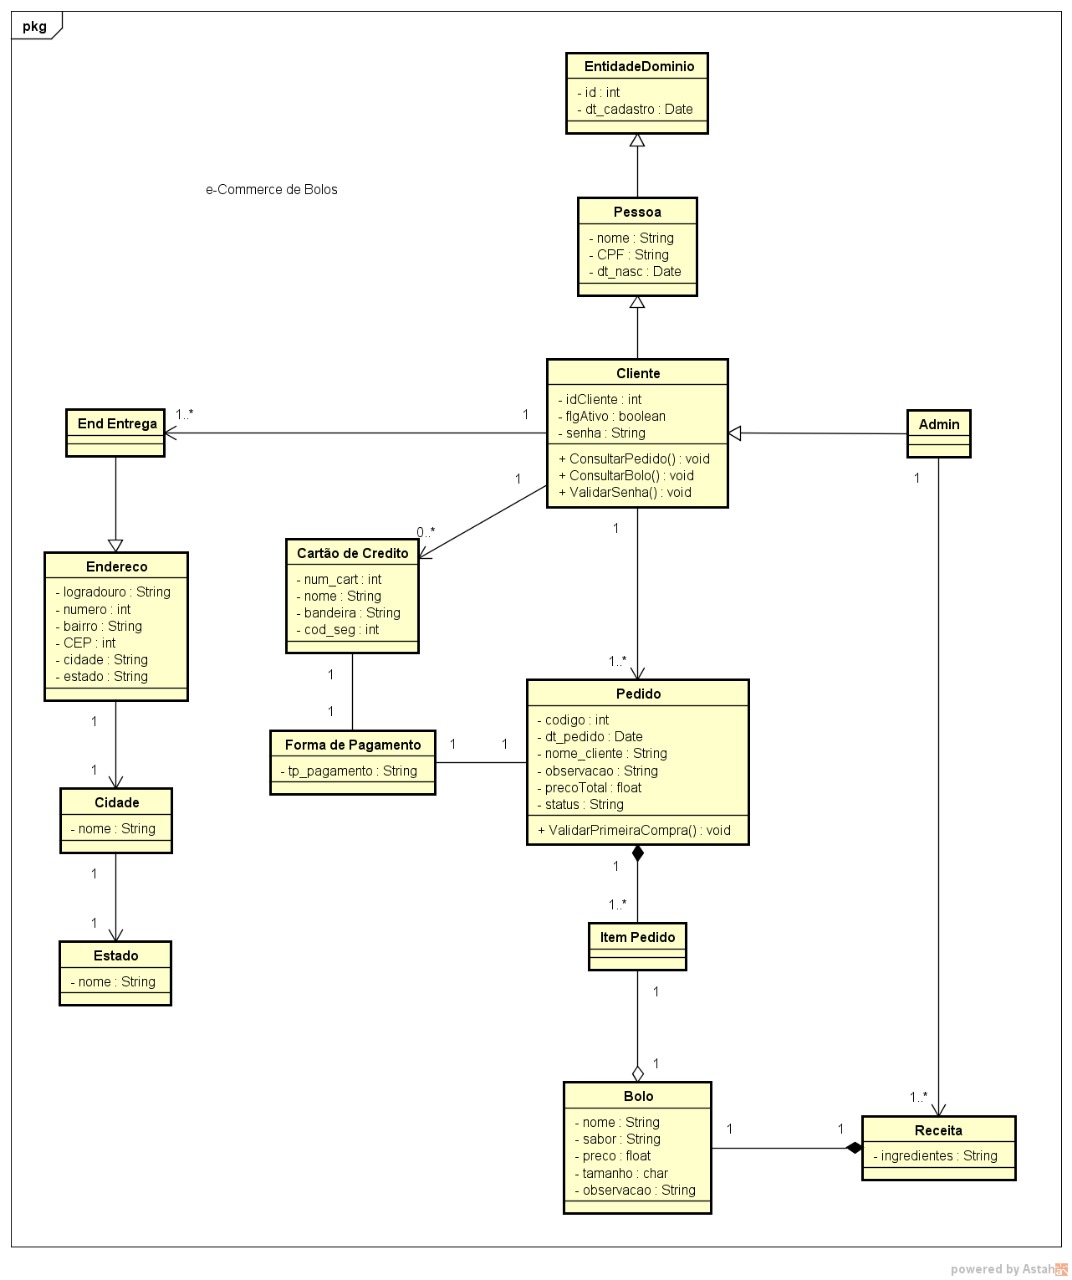 pkg
EntidadeDominio
- id : int
- dt_cadastro : Date
e-Commerce de Bolos
Pessoa
- nome : String
- CPF : String
- dt_nasc : Date
Cliente
- idCliente : int
- flgAtivo : boolean
- senha : String
+ ConsultarPedido() : void
+ ConsultarBolo() : void
+ ValidarSenha() : void
End Entrega
1..*
1
Admin
1
1
0..*
1
Cartão de Credito
- num_cart : int
- nome : String
- bandeira : String
- cod_seg : int
Endereco
- logradouro : String
- numero : int
- bairro : String
- CEP : int
- cidade : String
- estado : String
1..*
1
1
Forma de Pagamento
- tp_pagamento : String
1
1
Pedido
- codigo : int
- dt_pedido : Date
- nome_cliente : String
- observacao : String
- precoTotal : float
- status : String
+ ValidarPrimeiraCompra() : void
1
1
Cidade
- nome : String
1
1
Estado
- nome : String
1
1..*
Item Pedido
1
1
Bolo
- nome : String
- sabor : String
- preco : float
- tamanho : char
- observacao : String
1
1
1..*
Receita
- ingredientes : String
powered by Astah